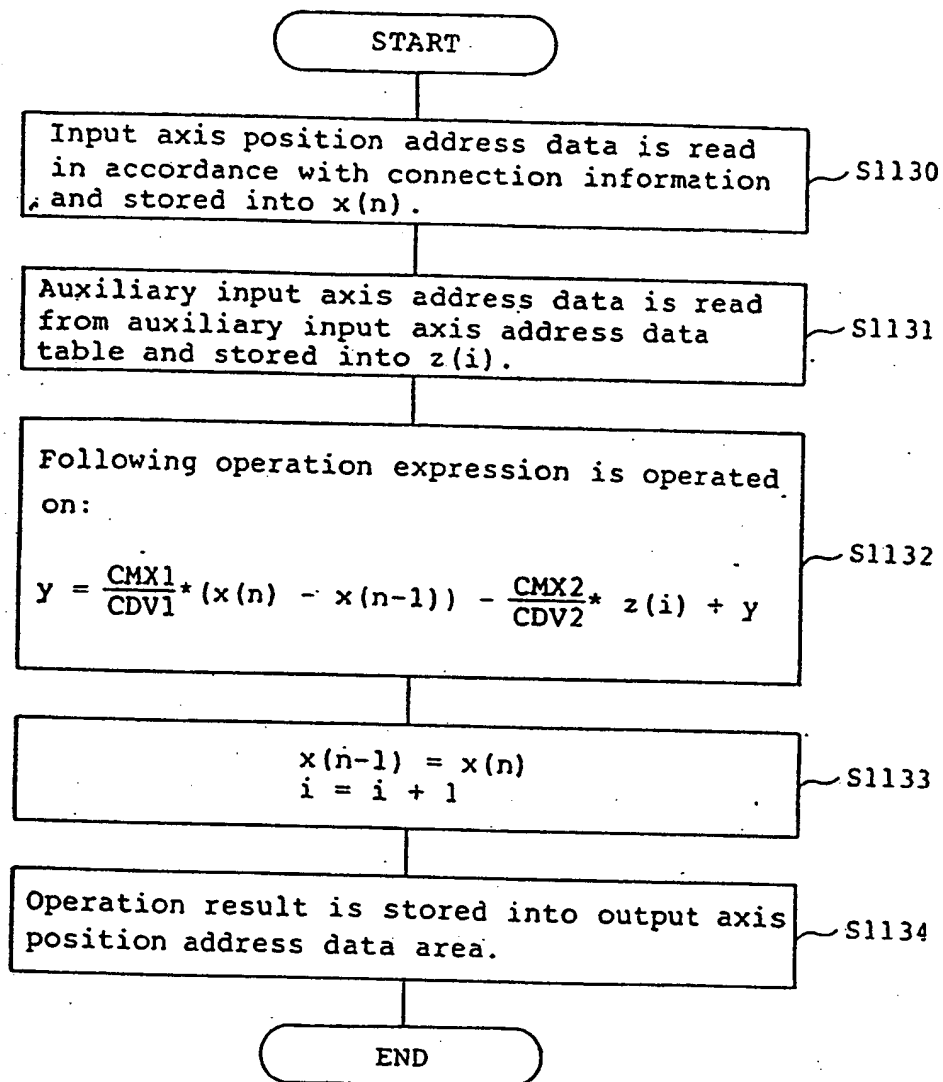 START
Input axis position address data is read
in accordance with connection information
and stored into x(n).
S1130
Auxiliary input axis address data is read
from auxiliary input axis address data
table and stored into z(i).
S1131
Following operation expression is operated
on:
y = CMX1/CDV1 * (x(n) - x(n-1)) - CMX2/CDV2 * z(i) + y
S1132
x(n-1) = x(n)
i = i + 1
S1133
Operation result is stored into output axis
position address data area.
S1134
END